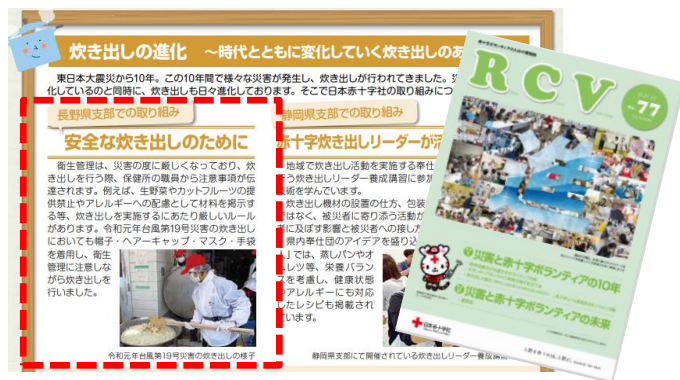 炊き出しの進化 ～時代とともに変化していく炊き出しのあ
東日本大震災から10年。この10年間で様々な災害が発生し、炊き出しが行われてきました。
化しているのと同時に、炊き出しも日々進化しております。そこで日本赤十字社の取り組みにつ
長野県支部での取り組み
安全な炊き出しのために
衛生管理は、災害の度に厳しくなっており、炊
き出しを行う際、保健所の職員から注意事項が伝
達されます。例えば、生野菜やカットフルーツの提
供禁止やアレルギーへの配慮として材料を掲示す
る等、炊き出しを実施するにあたり厳しいルール
があります。令和元年台風第19号災害の炊き出し
においても帽子・ヘアーキャップ・マスク・手袋
を着用し、衛生
管理に注意しな
がら炊き出しを
行いました。
令和元年台風第19号災害の炊き出しの様子
静岡県支部での取り組み
赤十字炊き出しリーダーが
地域で炊き出し活動を実施する奉仕
行う炊き出しリーダー養成講習に参加
技術を学んでいます。
炊き出し機材の設置の仕方、包装
ではなく、被災者に寄り添う活動が
者に及ぼす影響と被災者への接し方
県内奉仕団のアイデアを盛り込
人」では、蒸しパンやオ
ムレツ等、栄養バラン
スを考慮し、健康状態
やアレルギーにも対応
したレシピも掲載され
ています。
静岡県支部にて開催されている炊き出しリーダー養成講習
RCV
77
災害と赤十字ボランティアの10年
災害と赤十字ボランティアの未来
日本赤十字社